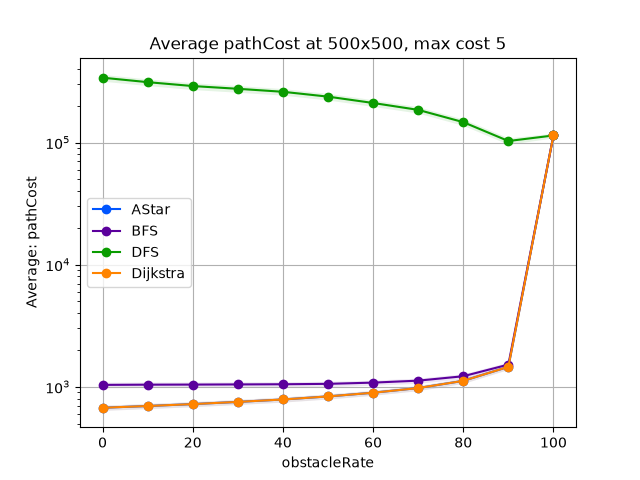 Average pathCost at 500x500, max cost 5
Average: pathCost
10^5
10^4
10^3
AStar
BFS
DFS
Dijkstra
0 20 40 60 80 100
obstacleRate